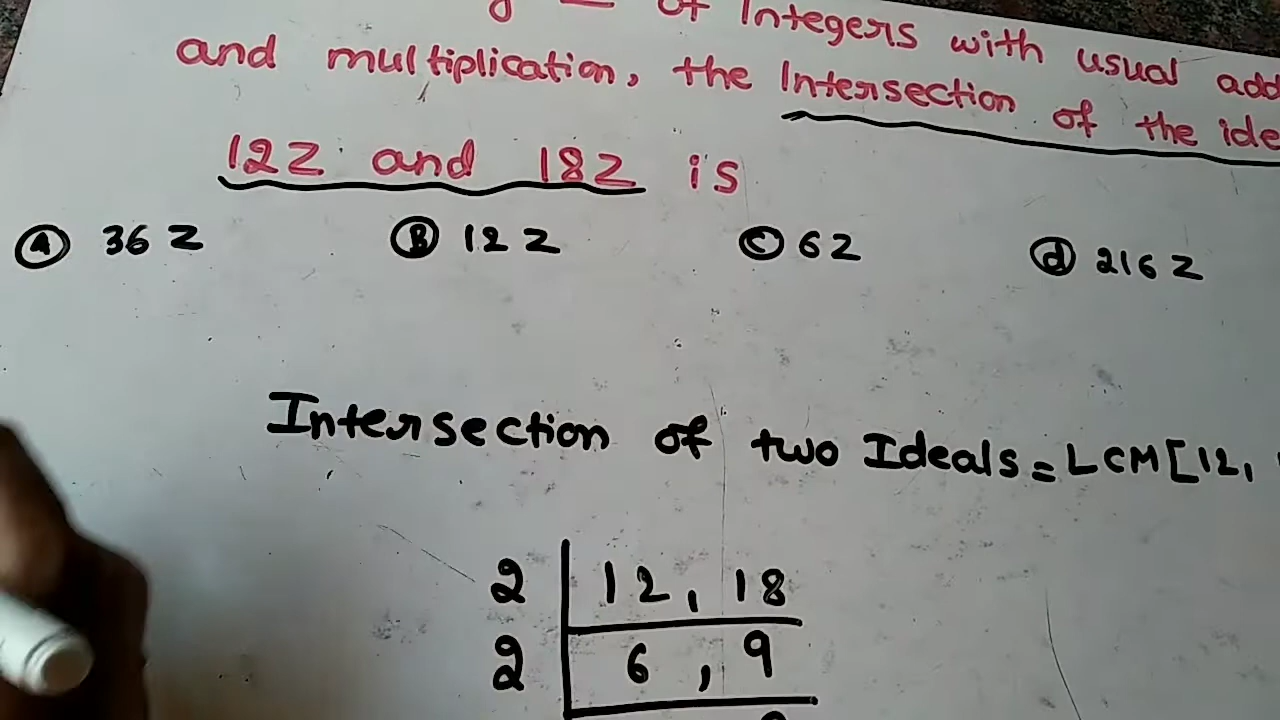 of Integers with usual add
and multiplication, the Intersection of the ide
12Z and 18Z is
A 36 Z B 12 Z C 6Z d 216 Z
Intersection of two Ideals = LCM [12,
2 12, 18
2 6, 9